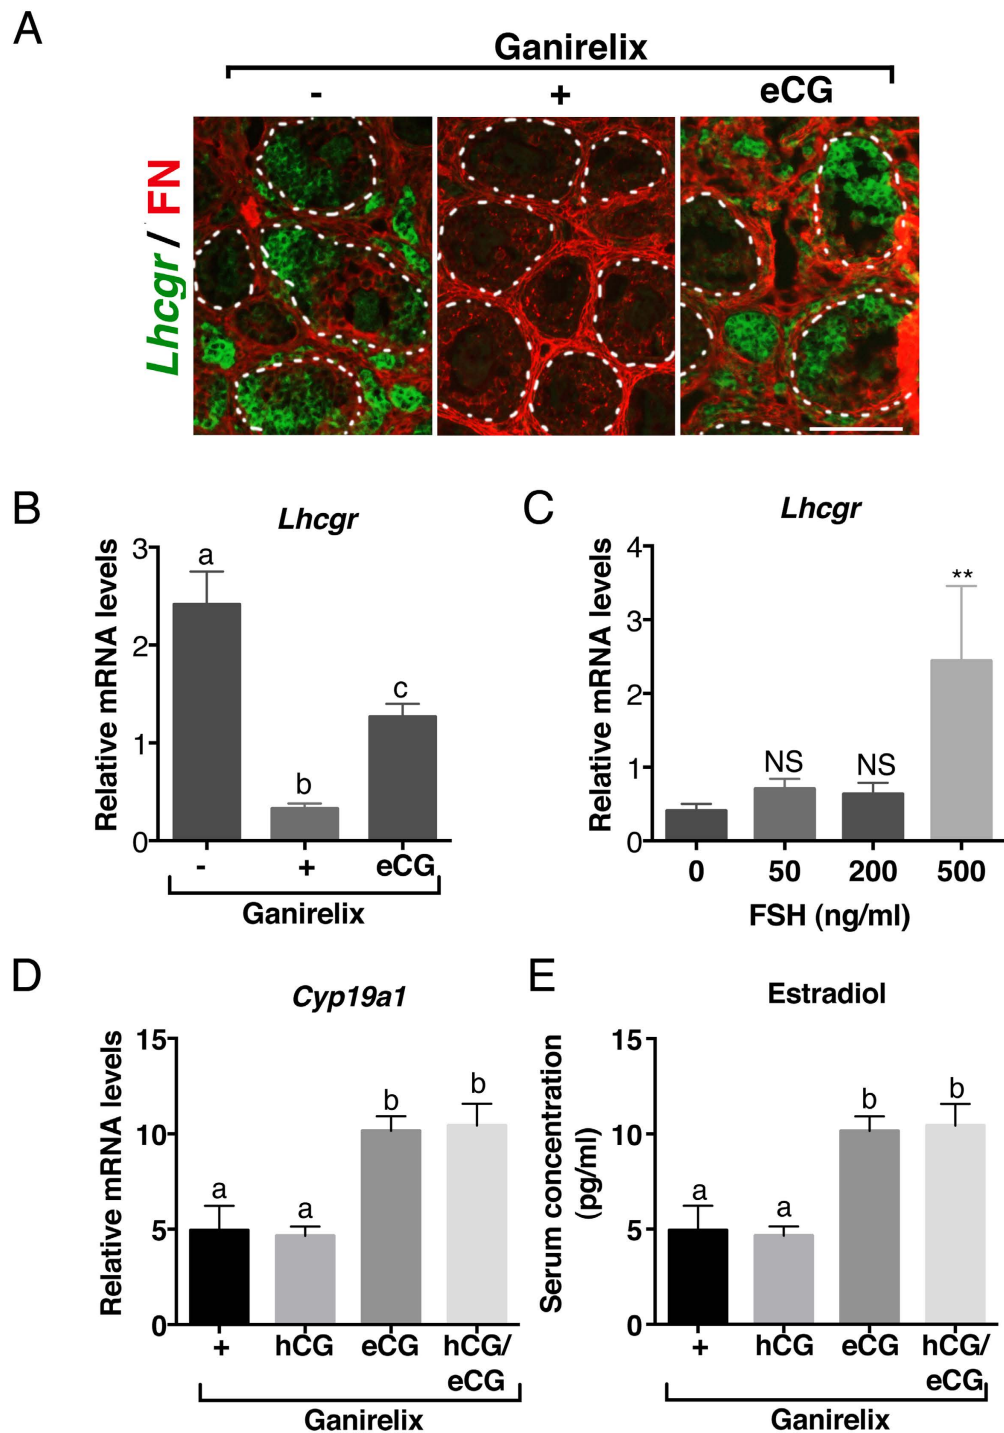 A
Ganirelix
- + eCG
Lhcgr / FN
B
Lhcgr
Relative mRNA levels
3
2
1
0
a
b
c
- + eCG
Ganirelix
C
Lhcgr
Relative mRNA levels
4
3
2
1
0
NS
NS
**
0 50 200 500
FSH (ng/ml)
D
Cyp19a1
Relative mRNA levels
15
10
5
0
a
a
b
b
+ hCG eCG hCG/
eCG
Ganirelix
E
Estradiol
Serum concentration
(pg/ml)
15
10
5
0
a
a
b
b
+ hCG eCG hCG/
eCG
Ganirelix